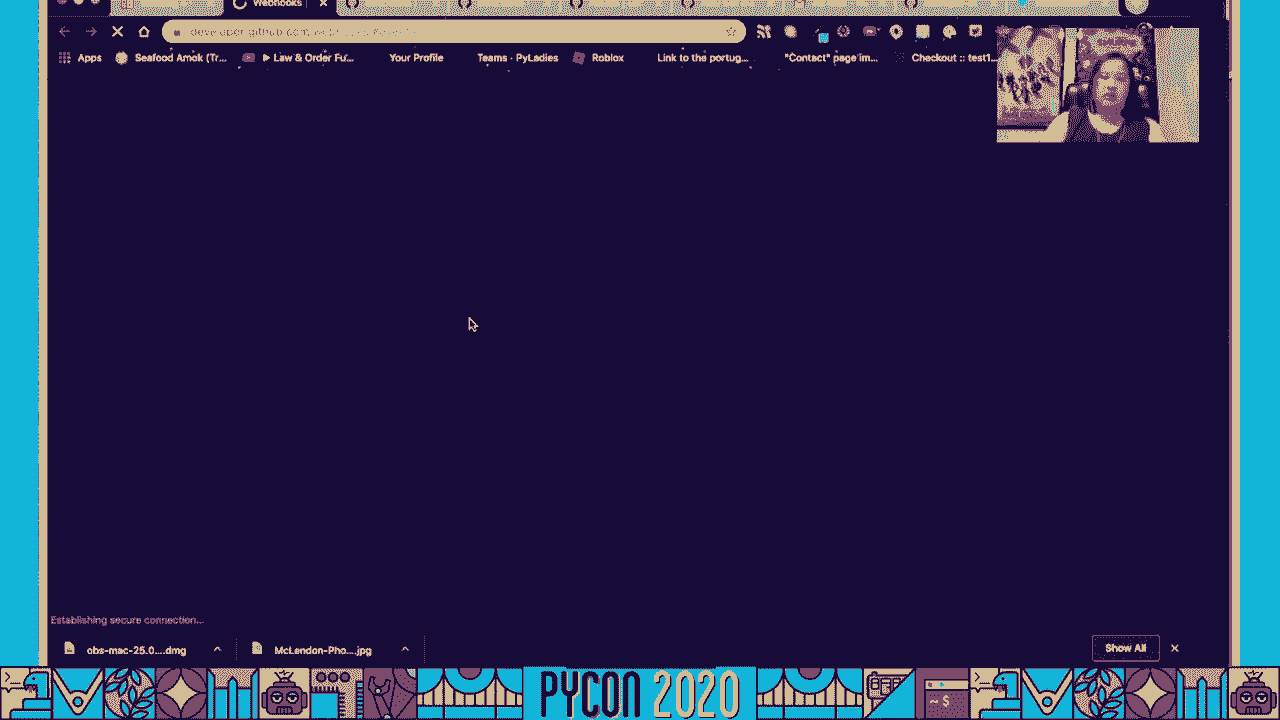 Webhooks
developer.github.com
Apps Seafood Amok (Tr... ▶ Law & Order Fu... Your Profile Teams · PyLadies Roblox Link to the portug... "Contact" page im... Checkout :: test1...
Establishing secure connection...
obs-mac-25.0....dmg McLendon-Pho....jpg Show All
>_
PYCON 2020
~ $
>_